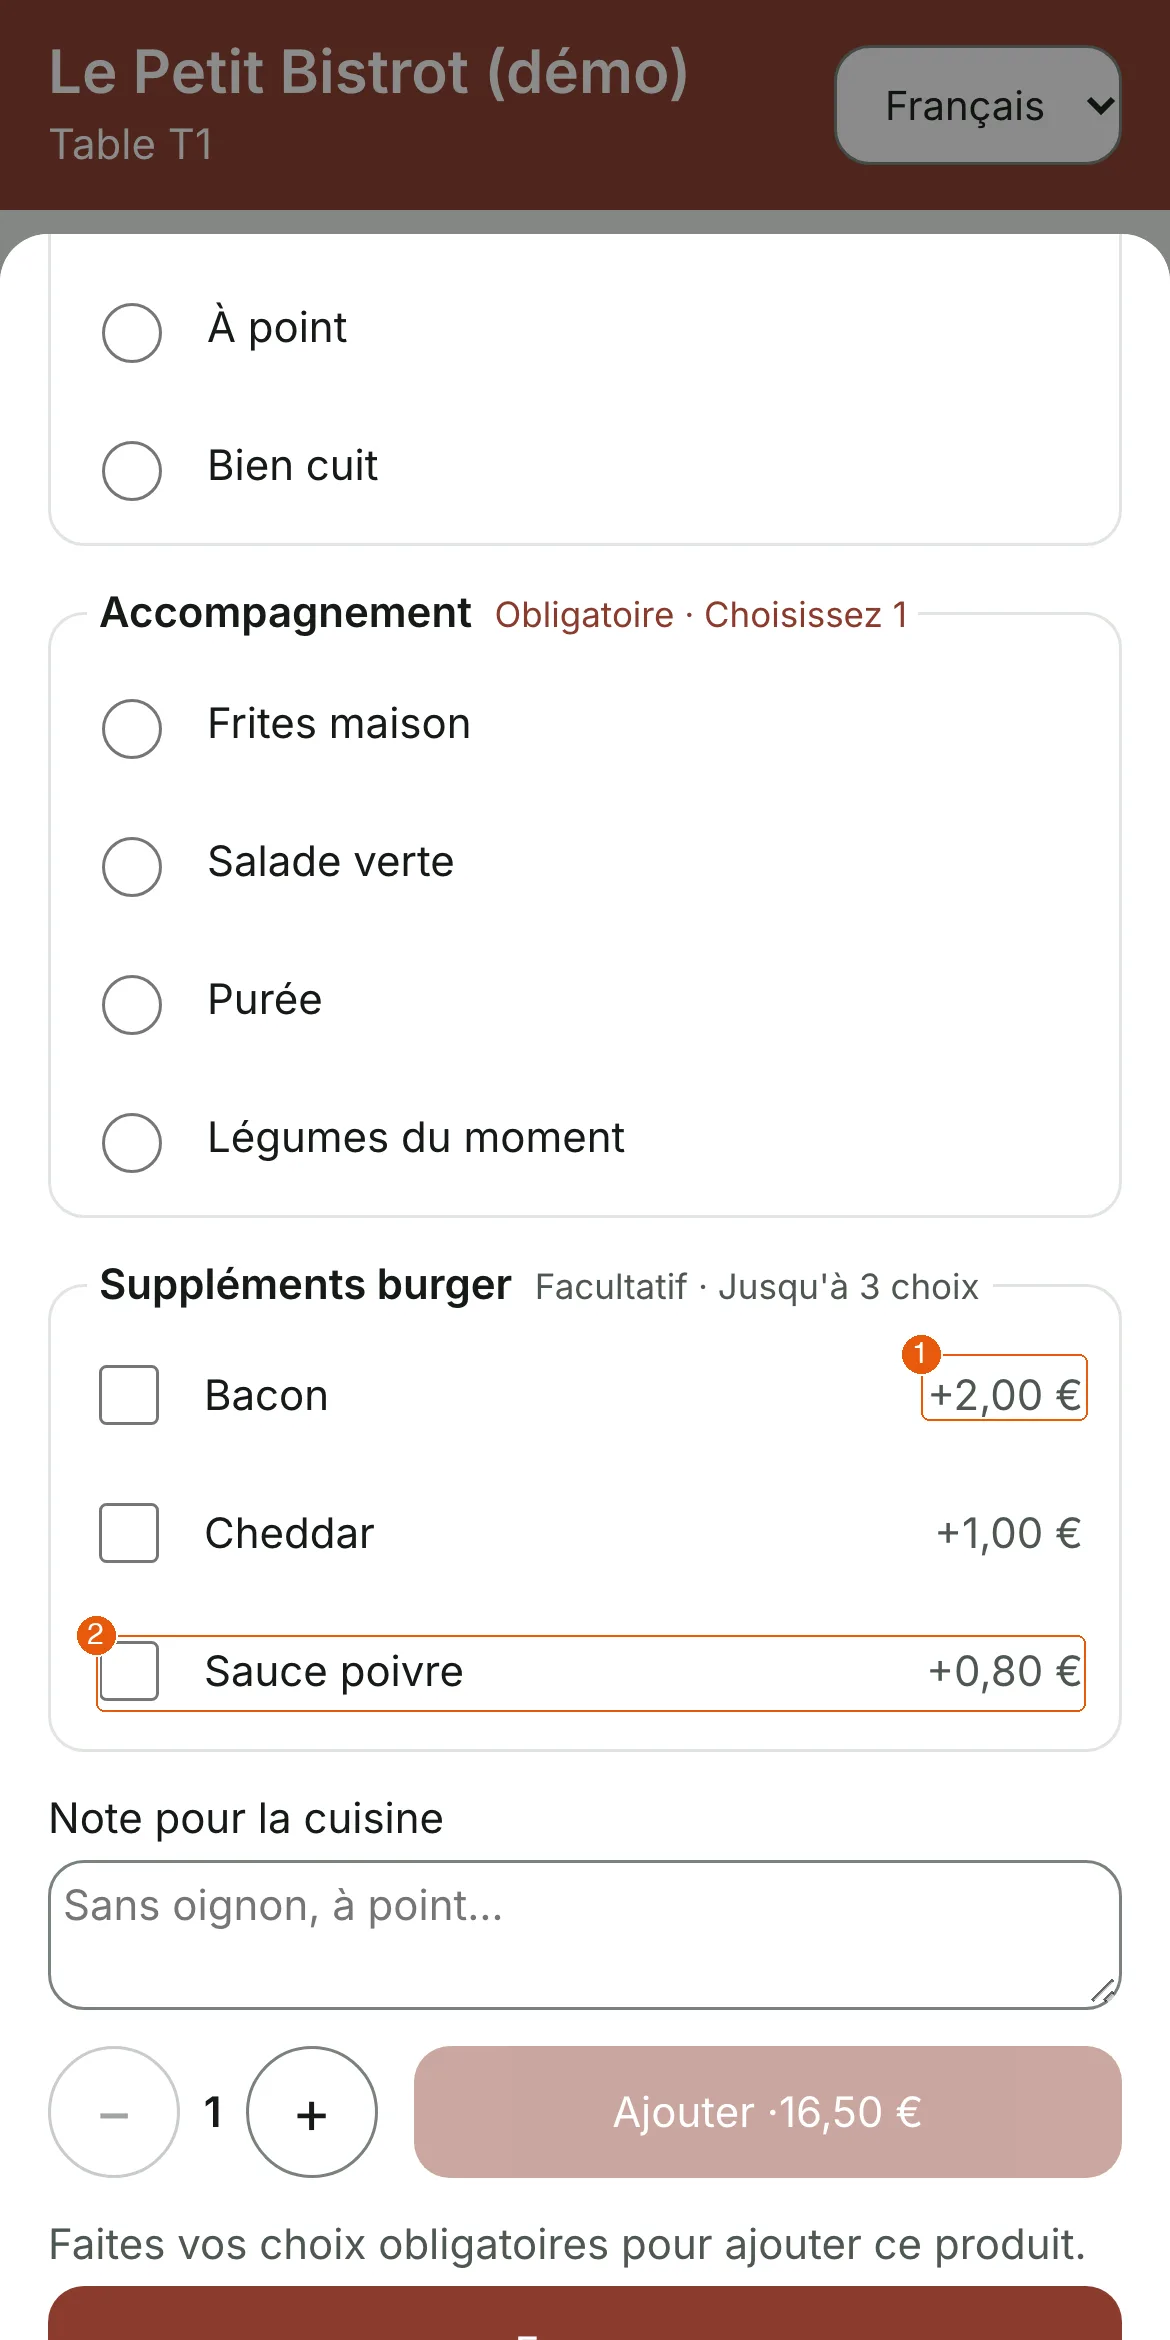 Le Petit Bistrot (démo)
Table T1
Français
À point
Bien cuit
Accompagnement Obligatoire · Choisissez 1
Frites maison
Salade verte
Purée
Légumes du moment
Suppléments burger Facultatif · Jusqu'à 3 choix
1
Bacon +2,00 €
Cheddar +1,00 €
2
Sauce poivre +0,80 €
Note pour la cuisine
Sans oignon, à point...
− 1 + Ajouter ·16,50 €
Faites vos choix obligatoires pour ajouter ce produit.